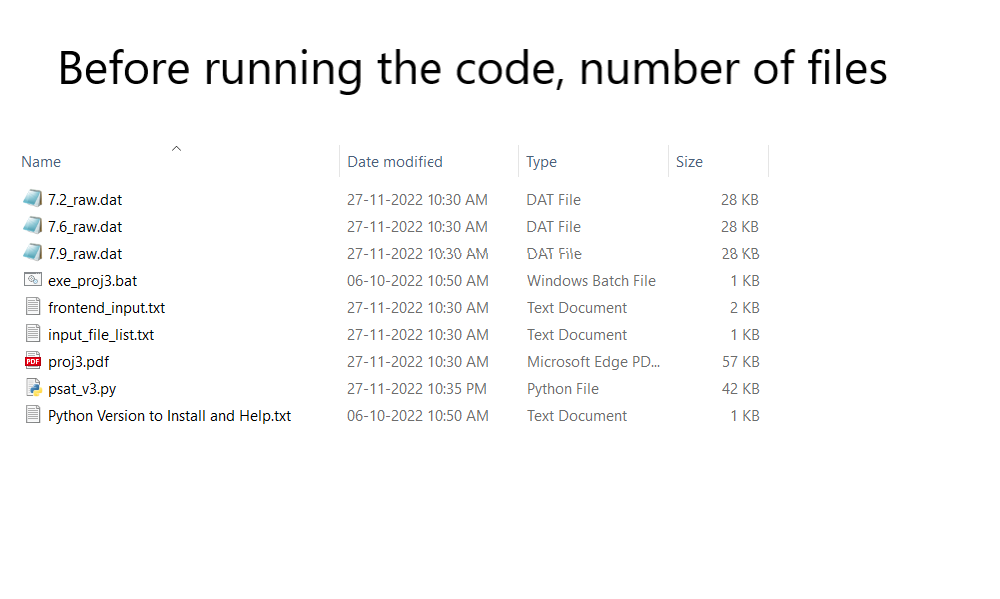 Before running the code, number of files
Name Date modified Type Size
7.2_raw.dat 27-11-2022 10:30 AM DAT File 28 KB
7.6_raw.dat 27-11-2022 10:30 AM DAT File 28 KB
7.9_raw.dat 27-11-2022 10:30 AM DAT File 28 KB
exe_proj3.bat 06-10-2022 10:50 AM Windows Batch File 1 KB
frontend_input.txt 27-11-2022 10:30 AM Text Document 2 KB
input_file_list.txt 27-11-2022 10:30 AM Text Document 1 KB
PDF proj3.pdf 27-11-2022 10:30 AM Microsoft Edge PD... 57 KB
psat_v3.py 27-11-2022 10:35 PM Python File 42 KB
Python Version to Install and Help.txt 06-10-2022 10:50 AM Text Document 1 KB